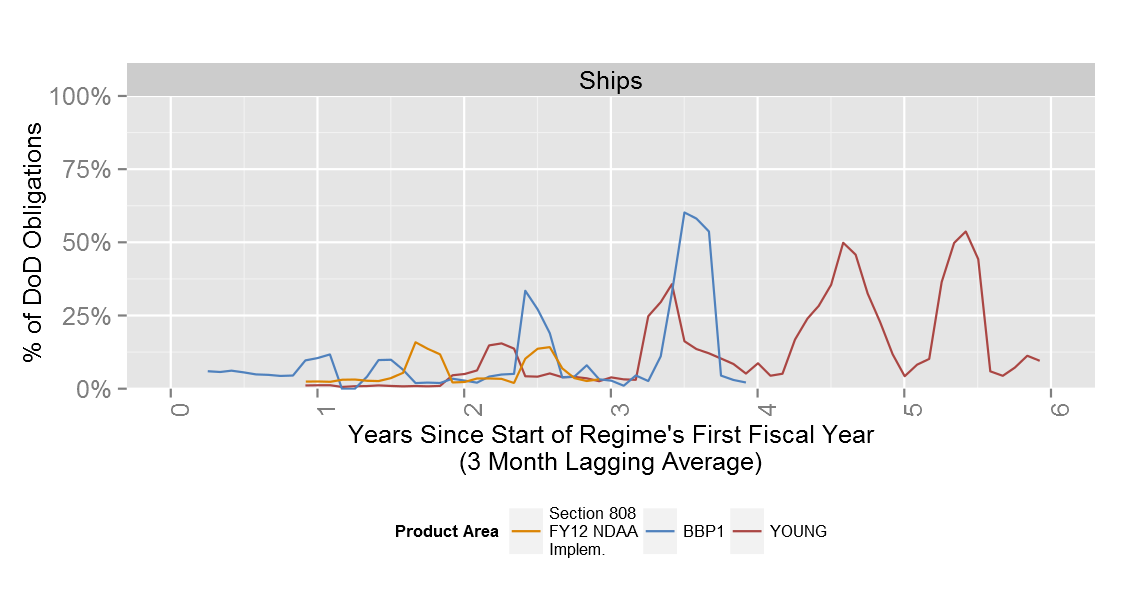 Ships
100%
75%
50%
25%
0%
% of DoD Obligations
0
1
2
3
4
5
6
Years Since Start of Regime's First Fiscal Year
(3 Month Lagging Average)
Product Area
Section 808
FY12 NDAA
Implem.
BBP1
YOUNG